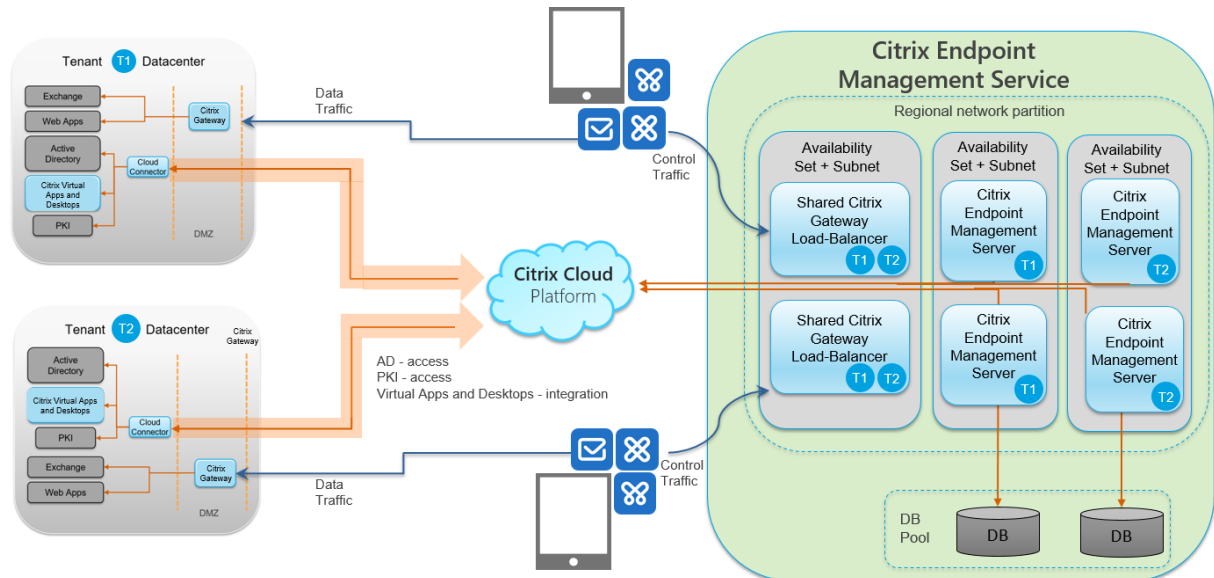 Tenant T1 Datacenter
Exchange
Web Apps
Active
Directory
Citrix Virtual
Apps and
Desktops
PKI
Citrix
Gateway
Cloud
Connector
DMZ
Data
Traffic
Control
Traffic
Citrix Cloud
Platform
Tenant T2 Datacenter
Citrix
Gateway
Active
Directory
Citrix Virtual Apps
and Desktops
PKI
Cloud
Connector
Exchange
Web Apps
Citrix
Gateway
DMZ
AD - access
PKI - access
Virtual Apps and Desktops - integration
Data
Traffic
Control
Traffic
Citrix Endpoint
Management Service
Regional network partition
Availability
Set + Subnet
Shared Citrix
Gateway
Load-Balancer
T1 T2
Shared Citrix
Gateway
Load-Balancer
T1 T2
Availability
Set + Subnet
Citrix
Endpoint
Management
Server
T1
Citrix
Endpoint
Management
Server
T1
Availability
Set + Subnet
Citrix
Endpoint
Management
Server
T2
Citrix
Endpoint
Management
Server
T2
DB
Pool
DB
DB